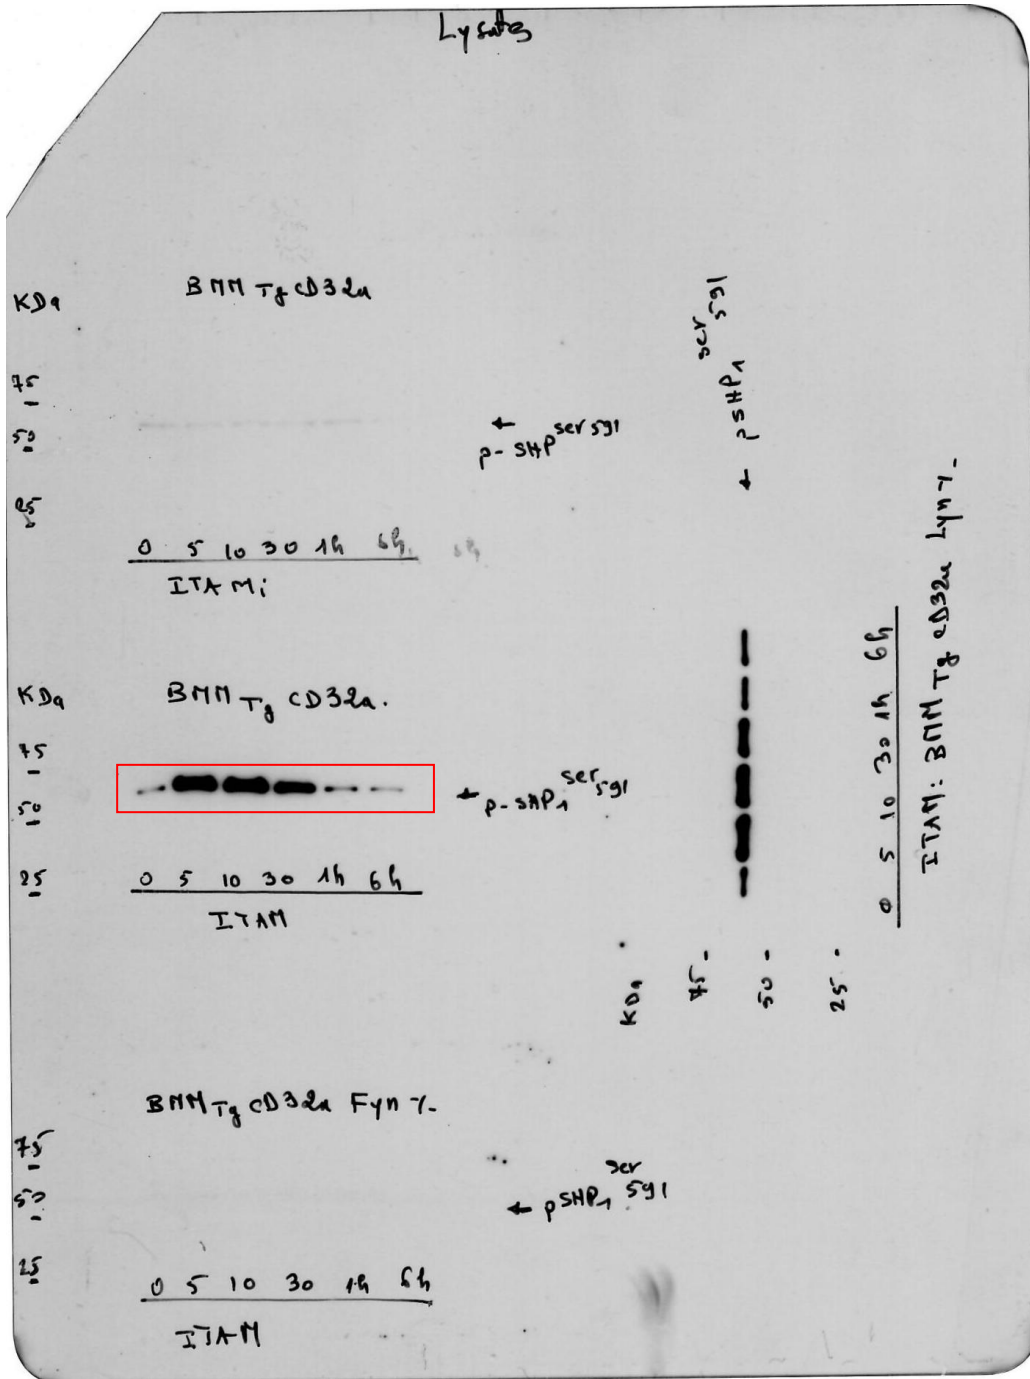 Lysates
BMM Tg CD32a
KDa
75
50
25
p-SHP ser 591
0 5 10 30 1h 6h
ITAMi
BMM Tg CD32a.
KDa
75
50
25
p-SHP1 ser 591
0 5 10 30 1h 6h
ITAM
BMM Tg CD32a Fyn -/-
75
50
25
pSHP1 ser 591
0 5 10 30 1h 6h
ITAM
pSHP1 ser 591
0 5 10 30 1h 6h
ITAM: BMM Tg CD32a Lyn -/-
KDa
75 -
50 -
25 -